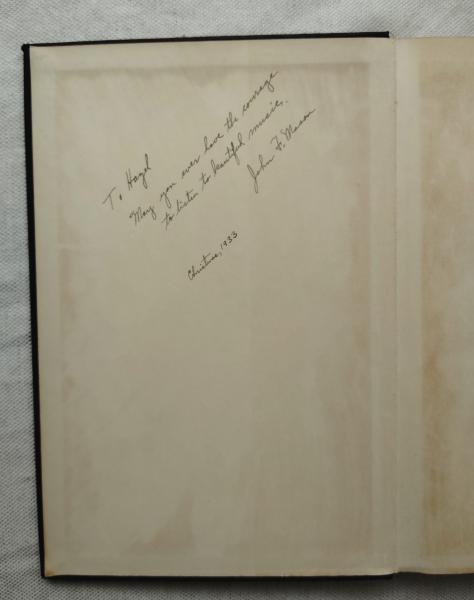 To Hazel
May you ever have the courage
to listen to beautiful music.
John F. Mason
Christmas, 1933